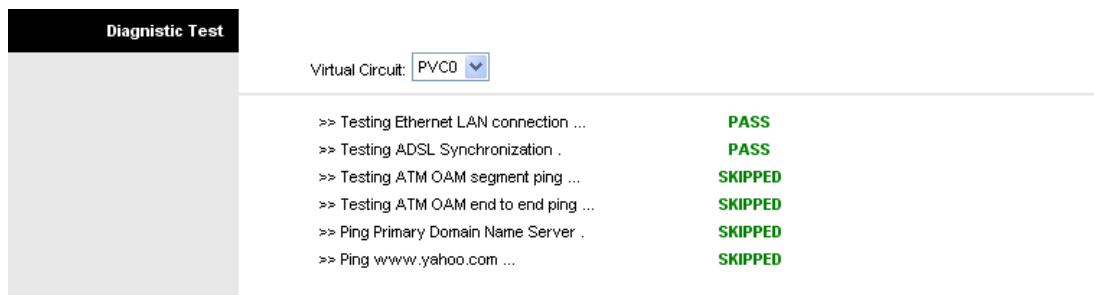 Diagnistic Test
Virtual Circuit: PVC0
>> Testing Ethernet LAN connection ... PASS
>> Testing ADSL Synchronization . PASS
>> Testing ATM OAM segment ping ... SKIPPED
>> Testing ATM OAM end to end ping ... SKIPPED
>> Ping Primary Domain Name Server . SKIPPED
>> Ping www.yahoo.com ... SKIPPED